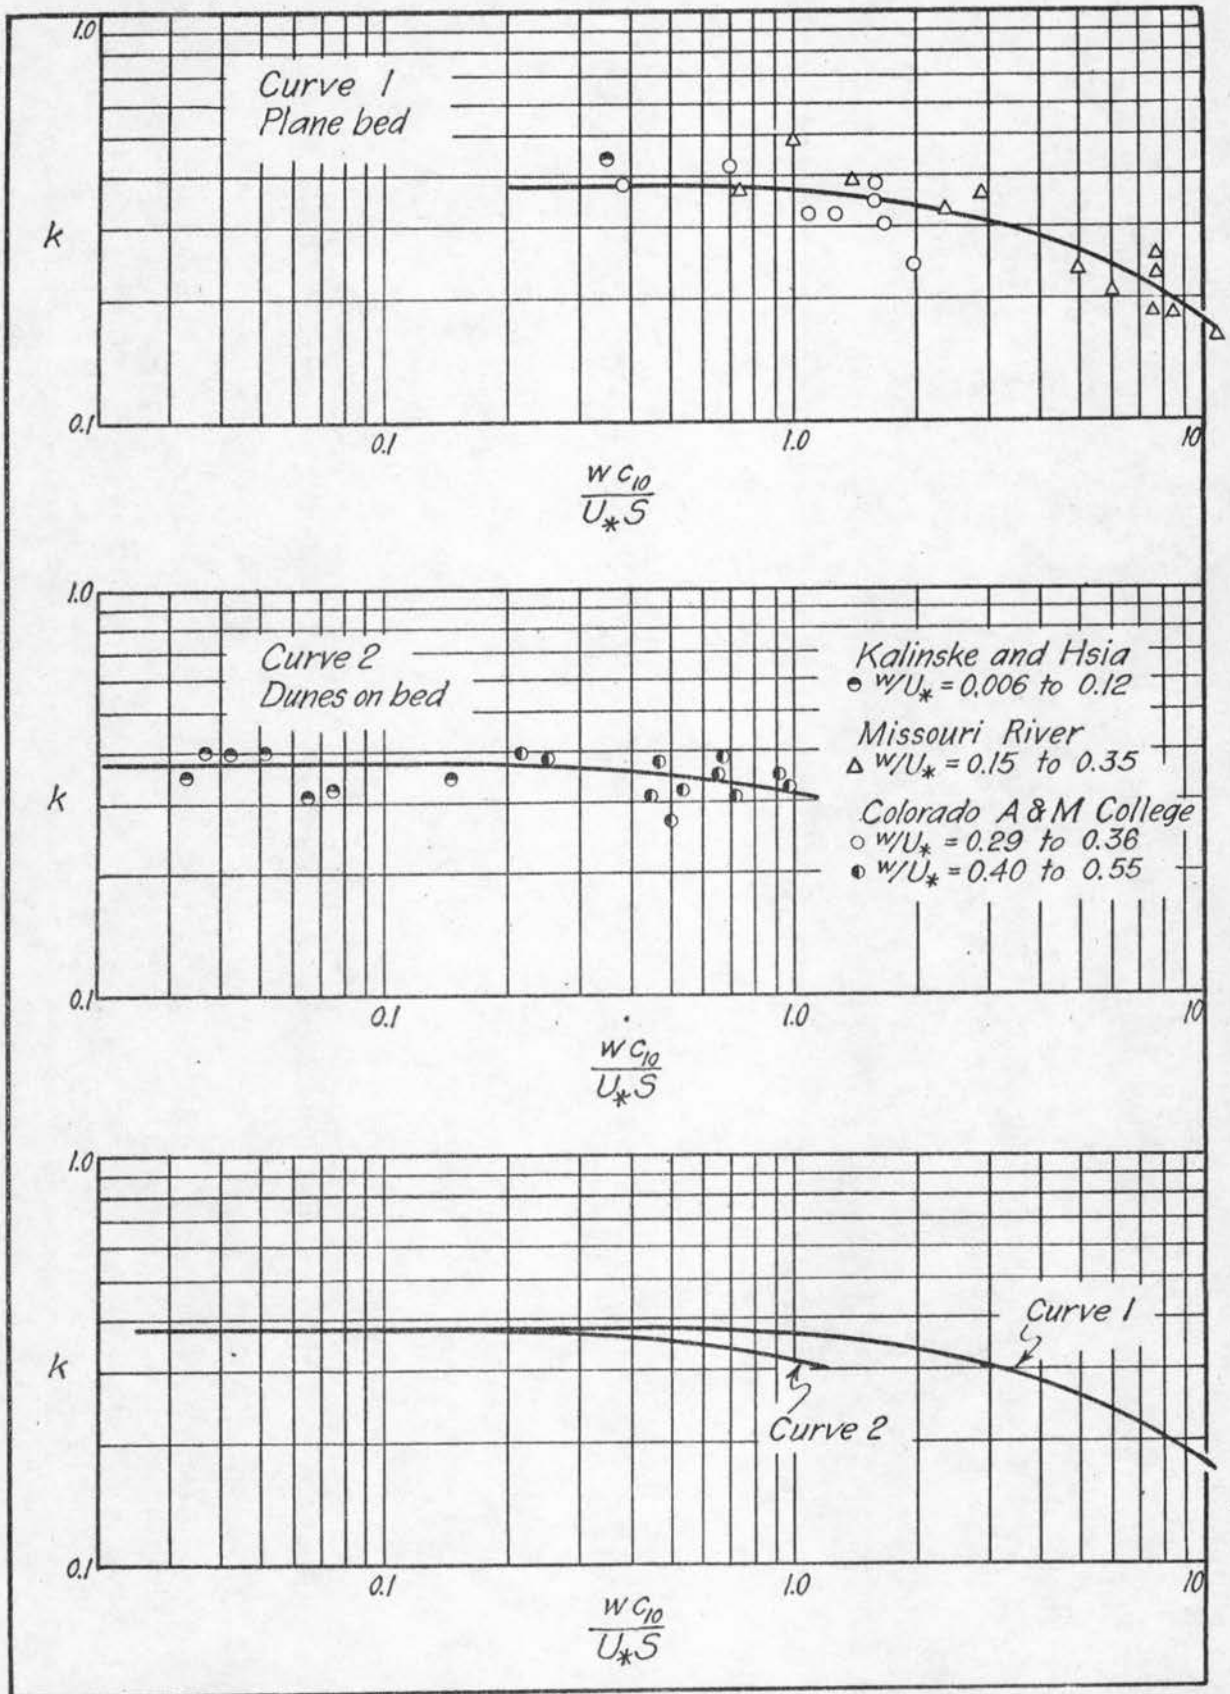 1.0
Curve 1
Plane bed
k
0.1
0.1
1.0
10
w c₁₀
U⁎S
1.0
Curve 2
Dunes on bed
Kalinske and Hsia
w/U⁎ = 0.006 to 0.12
Missouri River
w/U⁎ = 0.15 to 0.35
Colorado A & M College
w/U⁎ = 0.29 to 0.36
w/U⁎ = 0.40 to 0.55
k
0.1
0.1
1.0
10
w c₁₀
U⁎S
1.0
Curve 1
k
Curve 2
0.1
0.1
1.0
10
w c₁₀
U⁎S